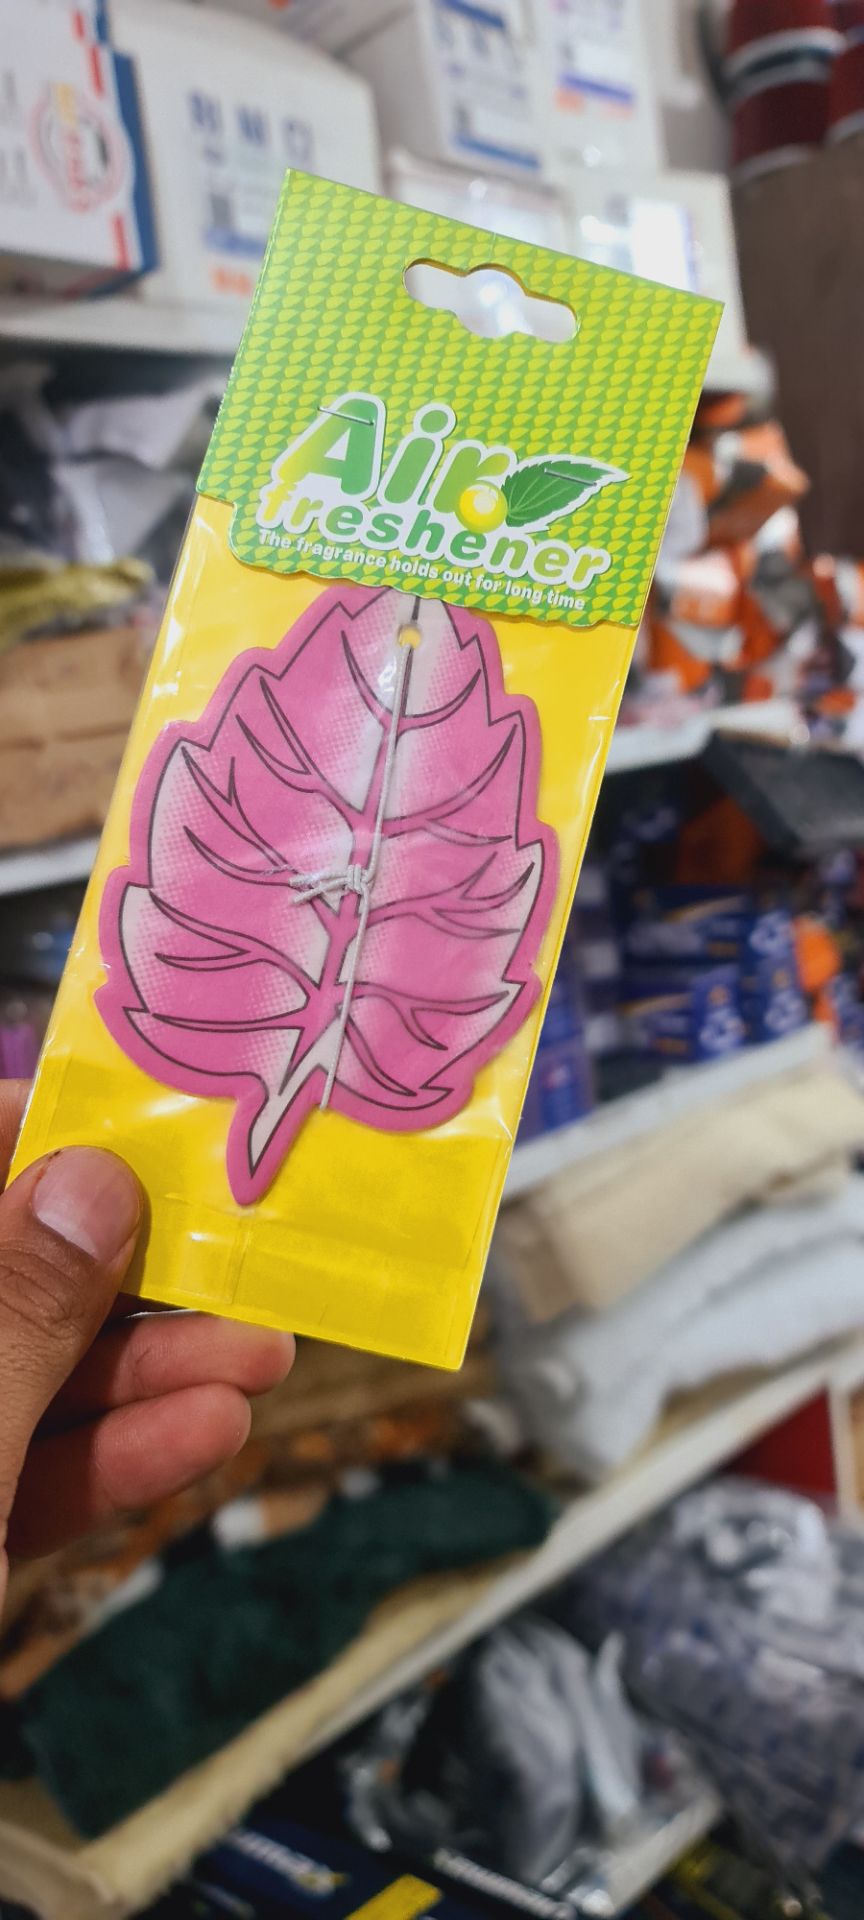 Air
freshener
The fragrance holds out for long time